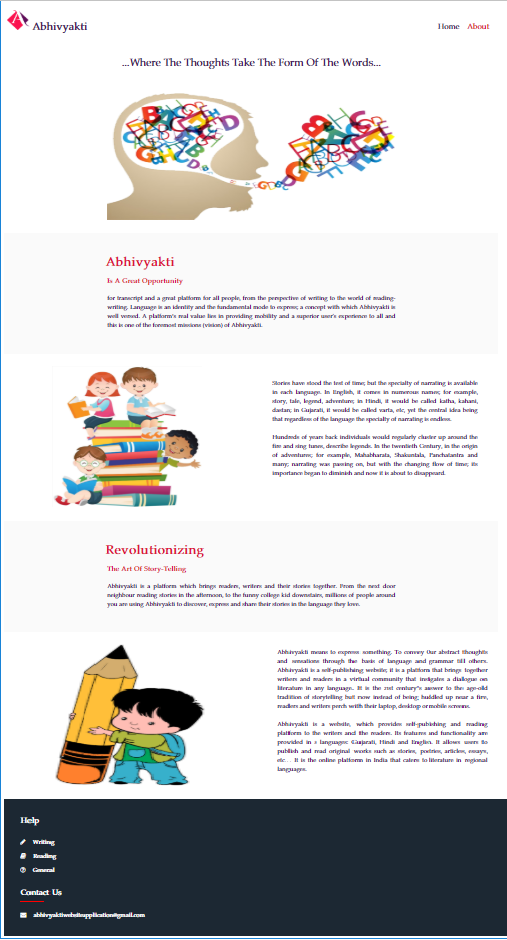 Abhivyakti
Home About
...Where The Thoughts Take The Form Of The Words...
Abhivyakti
Is A Great Opportunity
for transcript and a great platform for all people, from the perspective of writing to the world of reading-
writing. Language is an identity and the fundamental mode to express; a concept with which Abhivyakti is
well versed. A platform's real value lies in providing mobility and a superior user's experience to all and
this is one of the foremost missions (vision) of Abhivyakti.
Stories have stood the test of time; but the specialty of narrating is available
in each language. In English, it comes in numerous names; for example,
story, tale, legend, adventure; in Hindi, it would be called katha, kahani,
dastan; in Gujarati, it would be called varta, etc, yet the central idea being
that regardless of the language the specialty of narrating is endless.
Hundreds of years back individuals would regularly cluster up around the
fire and sing tunes, describe legends. In the twentieth Century, in the origin
of adventures; for example, Mahabharata, Shakuntala, Panchatantra and
many; narrating was passing on, but with the changing flow of time; its
importance began to diminish and now it is about to disappeard.
Revolutionizing
The Art Of Story-Telling
Abhivyakti is a platform which brings readers, writers and their stories together. From the next door
neighbour reading stories in the afternoon, to the funny college kid downstairs, millions of people around
you are using Abhivyakti to discover, express and share their stories in the language they love.
Abhivyakti means to express something. To convey Our abstract thoughts
and sensations through the basis of language and grammar till others.
Abhivyakti is a self-publishing website; it is a platform that brings together
writers and readers in a virtual community that instigates a dialogue on
literature in any language. It is the 21st century's answer to the age-old
tradition of storytelling but now instead of being; huddled up near a fire,
readers and writers perch with their laptop, desktop or mobile screens.
Abhivyakti is a website, which provides self-publishing and reading
platform to the writers and the readers. Its features and functionality are
provided in 3 languages: Gujarati, Hindi and English. It allows users to
publish and read original works such as stories, poetries, articles, essays,
etc... It is the online platform in India that caters to literature in regional
languages.
Help
Writing
Reading
General
Contact Us
abhivyaktiwebsiteapplication@gmail.com